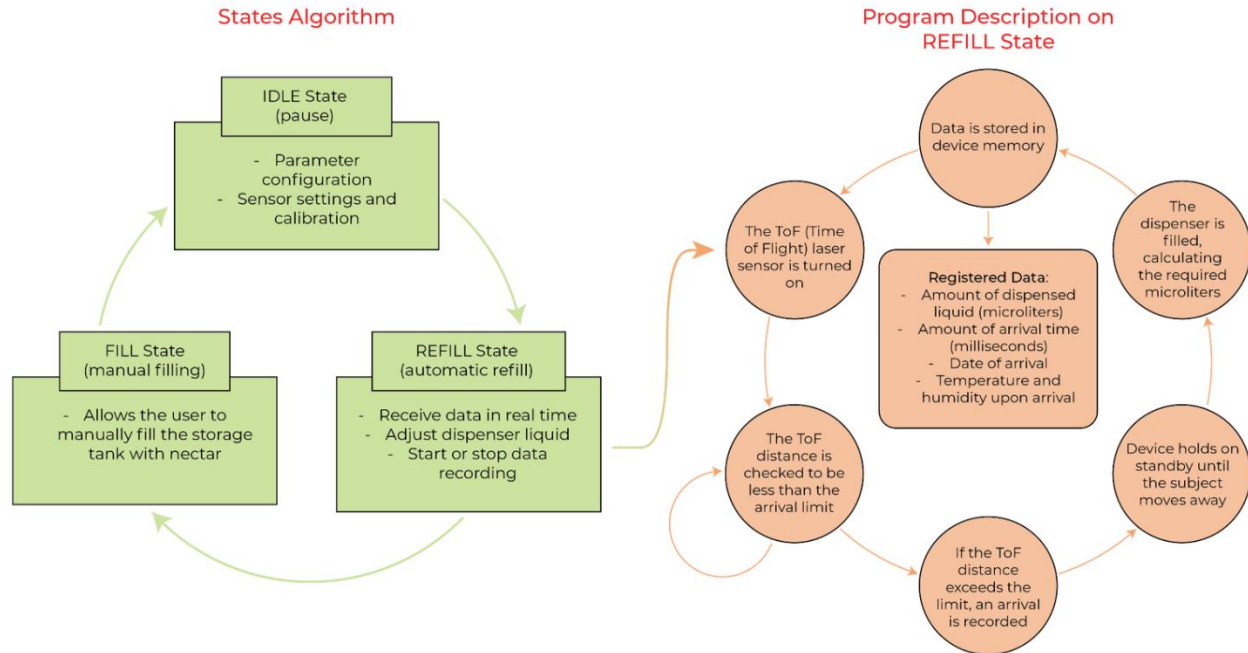 States Algorithm
IDLE State
(pause)
- Parameter
configuration
- Sensor settings and
calibration
FILL State
(manual filling)
- Allows the user to
manually fill the storage
tank with nectar
REFILL State
(automatic refill)
- Receive data in real time
- Adjust dispenser liquid
- Start or stop data
recording
Program Description on
REFILL State
Data is stored in
device memory
The ToF (Time
of Flight) laser
sensor is turned
on
The ToF
distance is
checked to be
less than the
arrival limit
If the ToF
distance
exceeds the
limit, an arrival
is recorded
Device holds on
standby until
the subject
moves away
The
dispenser is
filled,
calculating
the required
microliters
Registered Data:
- Amount of dispensed
liquid (microliters)
- Amount of arrival time
(milliseconds)
- Date of arrival
- Temperature and
humidity upon arrival